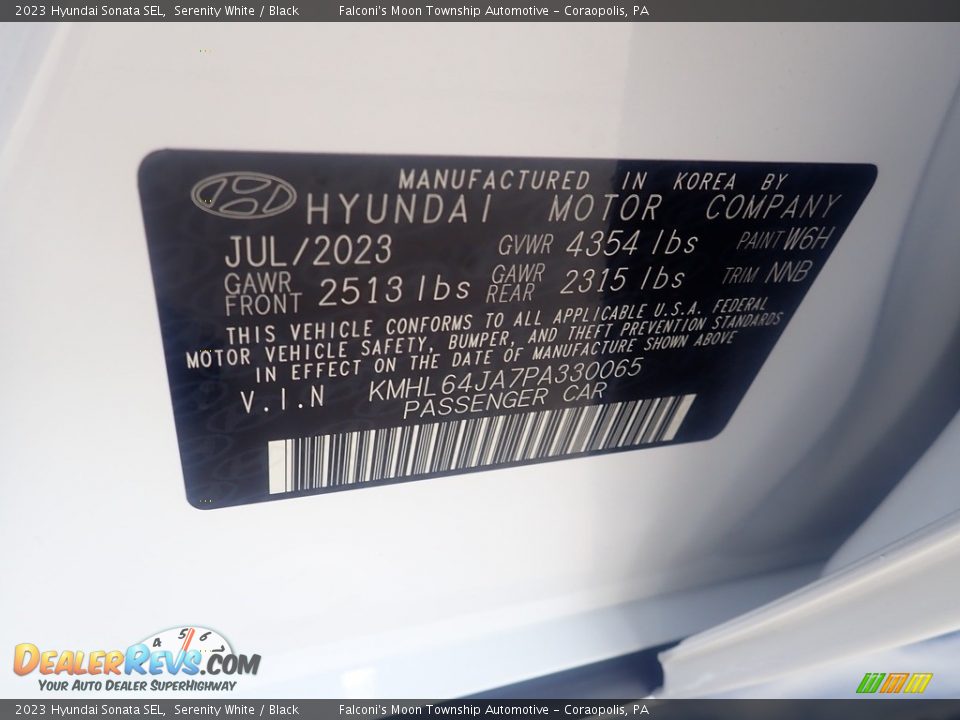 2023 Hyundai Sonata SEL, Serenity White / Black Falconi's Moon Township Automotive - Coraopolis, PA
MANUFACTURED IN KOREA BY
HYUNDAI MOTOR COMPANY
JUL/2023 GVWR 4354 lbs PAINT W6H
GAWR FRONT 2513 lbs GAWR REAR 2315 lbs TRIM NNB
THIS VEHICLE CONFORMS TO ALL APPLICABLE U.S.A. FEDERAL
MOTOR VEHICLE SAFETY, BUMPER, AND THEFT PREVENTION STANDARDS
IN EFFECT ON THE DATE OF MANUFACTURE SHOWN ABOVE
V.I.N KMHL64JA7PA330065
PASSENGER CAR
4 5 6
DEALERREVS.COM
YOUR AUTO DEALER SUPERHIGHWAY
2023 Hyundai Sonata SEL, Serenity White / Black Falconi's Moon Township Automotive - Coraopolis, PA